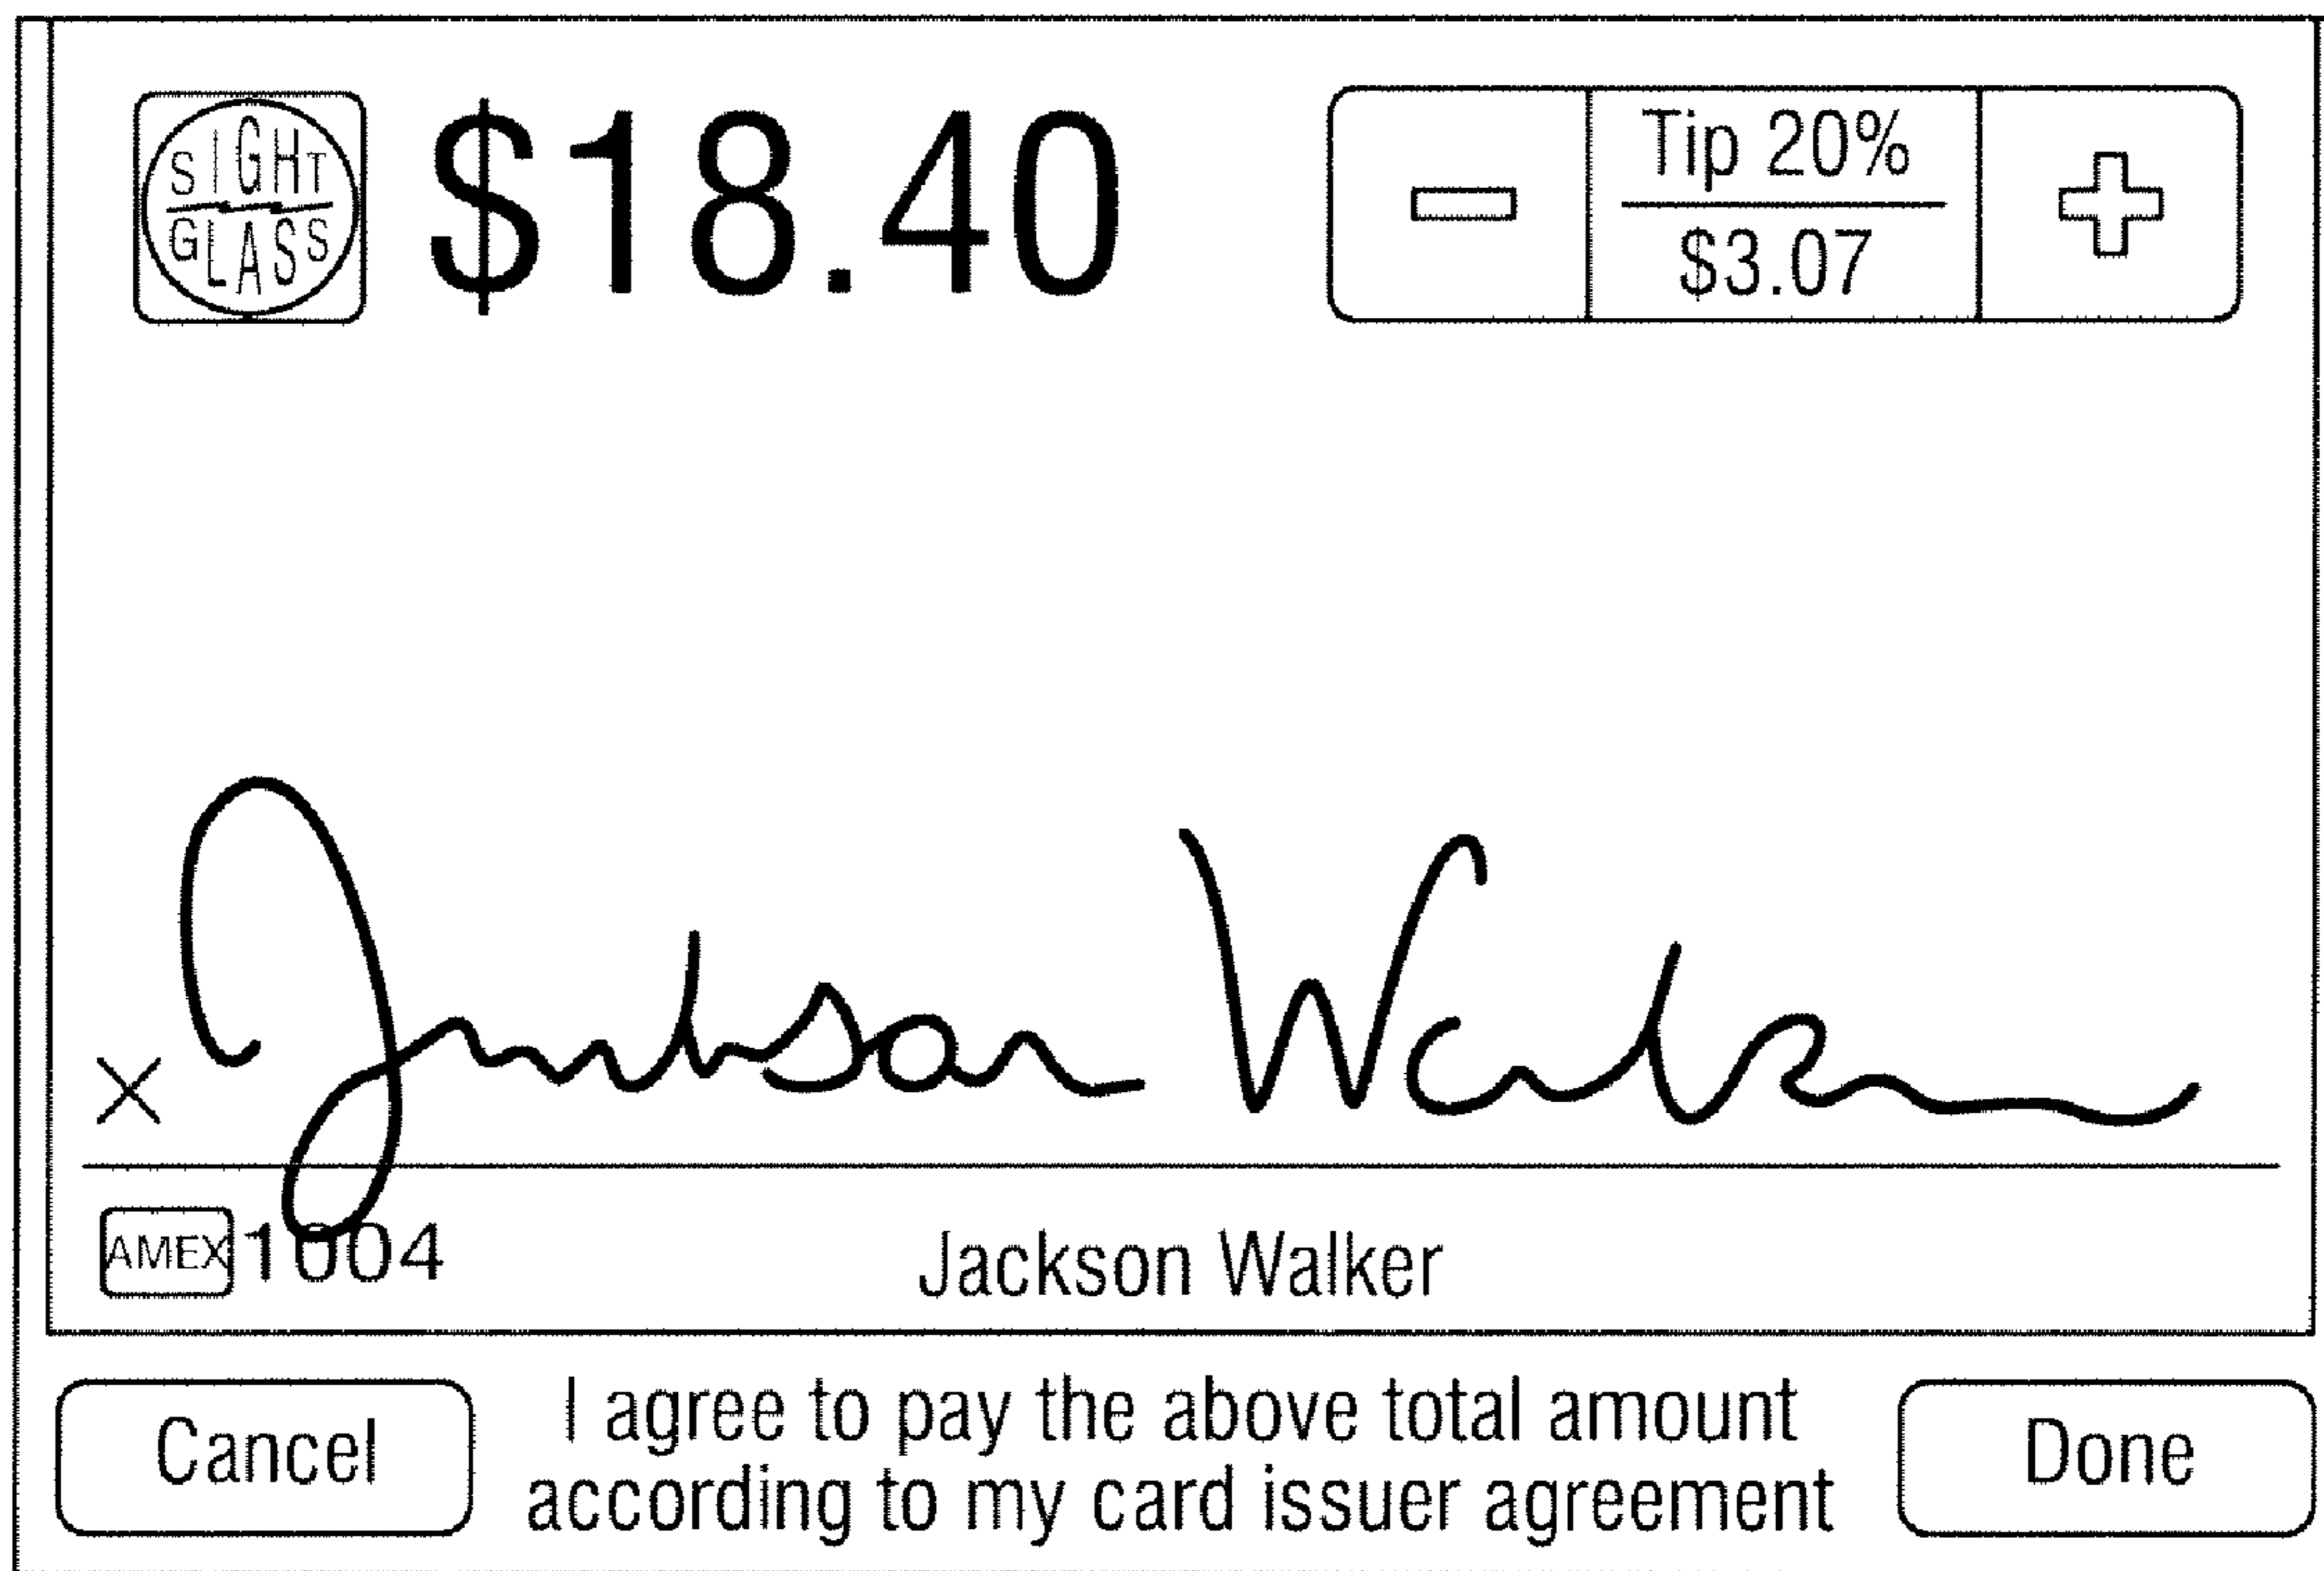 SIGHT
GLASS
$18.40
Tip 20%
$3.07
Jackson Walker
AMEX 1004
Jackson Walker
Cancel
I agree to pay the above total amount
according to my card issuer agreement
Done